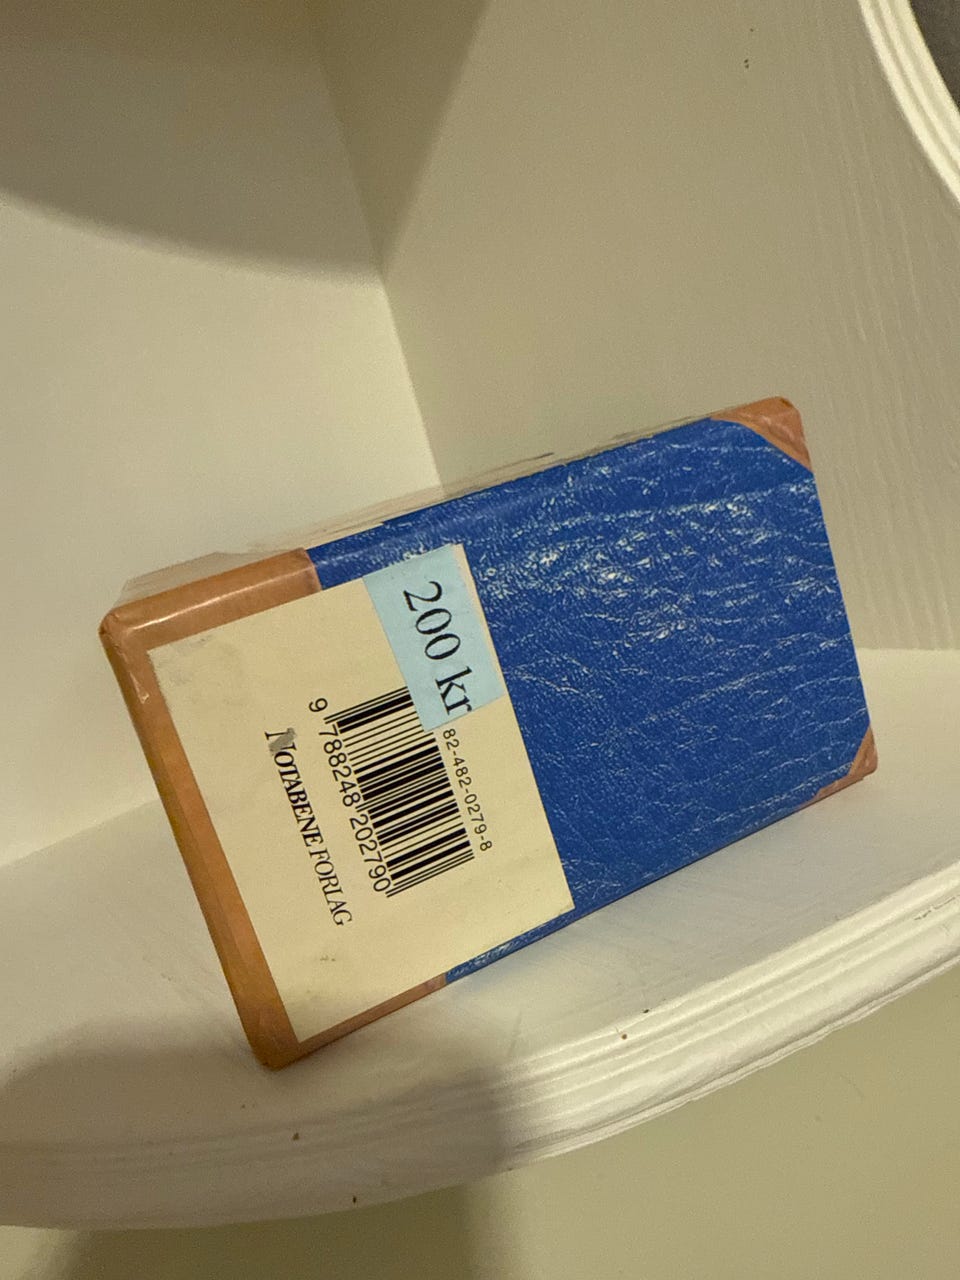 200 kr
82-482-0279-8
9 788248 202790
NOTABENE FORLAG